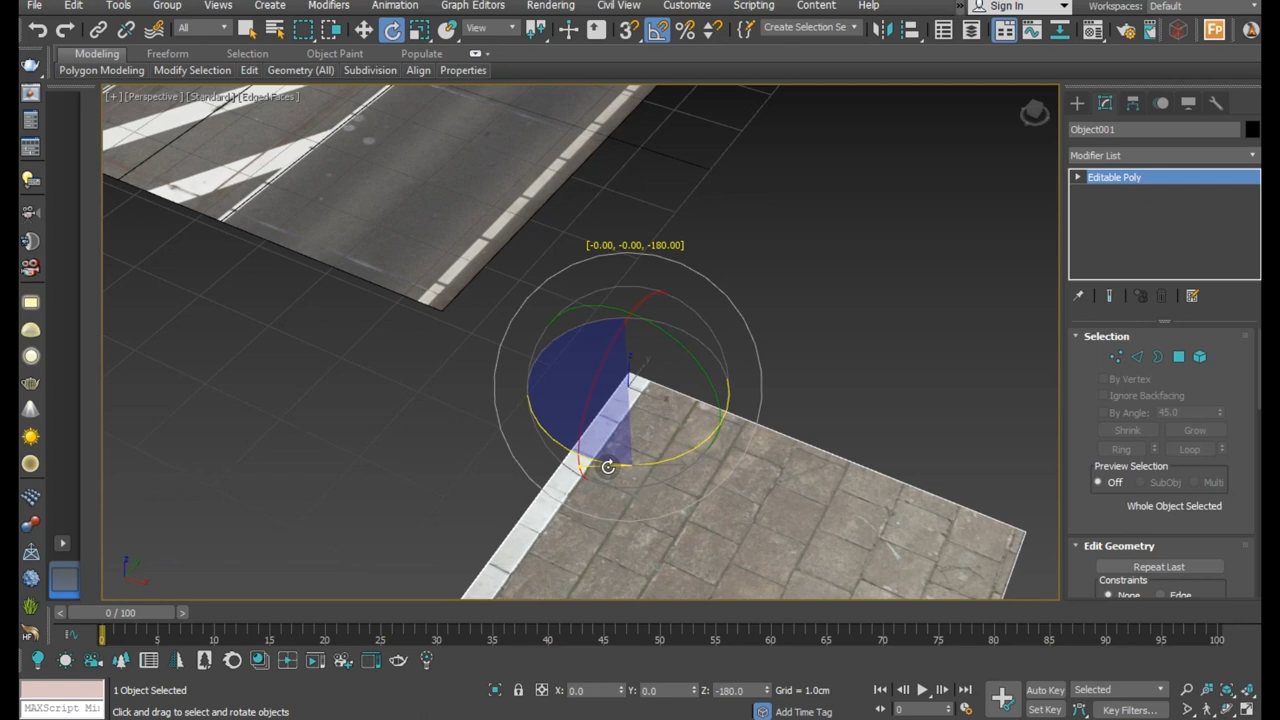 File Edit Tools Group Views Create Modifiers Animation Graph Editors Rendering Civil View Customize Scripting Content Help » Sign In Workspaces: Default
All View Create Selection Se
Modeling Freeform Selection Object Paint Populate
Polygon Modeling Modify Selection Edit Geometry (All) Subdivision Align Properties
[+] [Perspective] [Standard] [Edged Faces]
Object001
Modifier List
Editable Poly
[-0.00, -0.00, -180.00]
Selection
By Vertex
Ignore Backfacing
By Angle: 45.0
Shrink Grow
Ring Loop
Preview Selection
Off SubObj Multi
Whole Object Selected
Edit Geometry
Repeat Last
Constraints
None Edge
< 0 / 100 >
0 5 10 15 20 25 30 35 40 45 50 55 60 65 70 75 80 85 90 95 100
1 Object Selected X: 0.0 Y: 0.0 Z: -180.0 Grid = 1.0cm Auto Key Selected
MAXScript Mi Click and drag to select and rotate objects Add Time Tag 0 Set Key Key Filters...